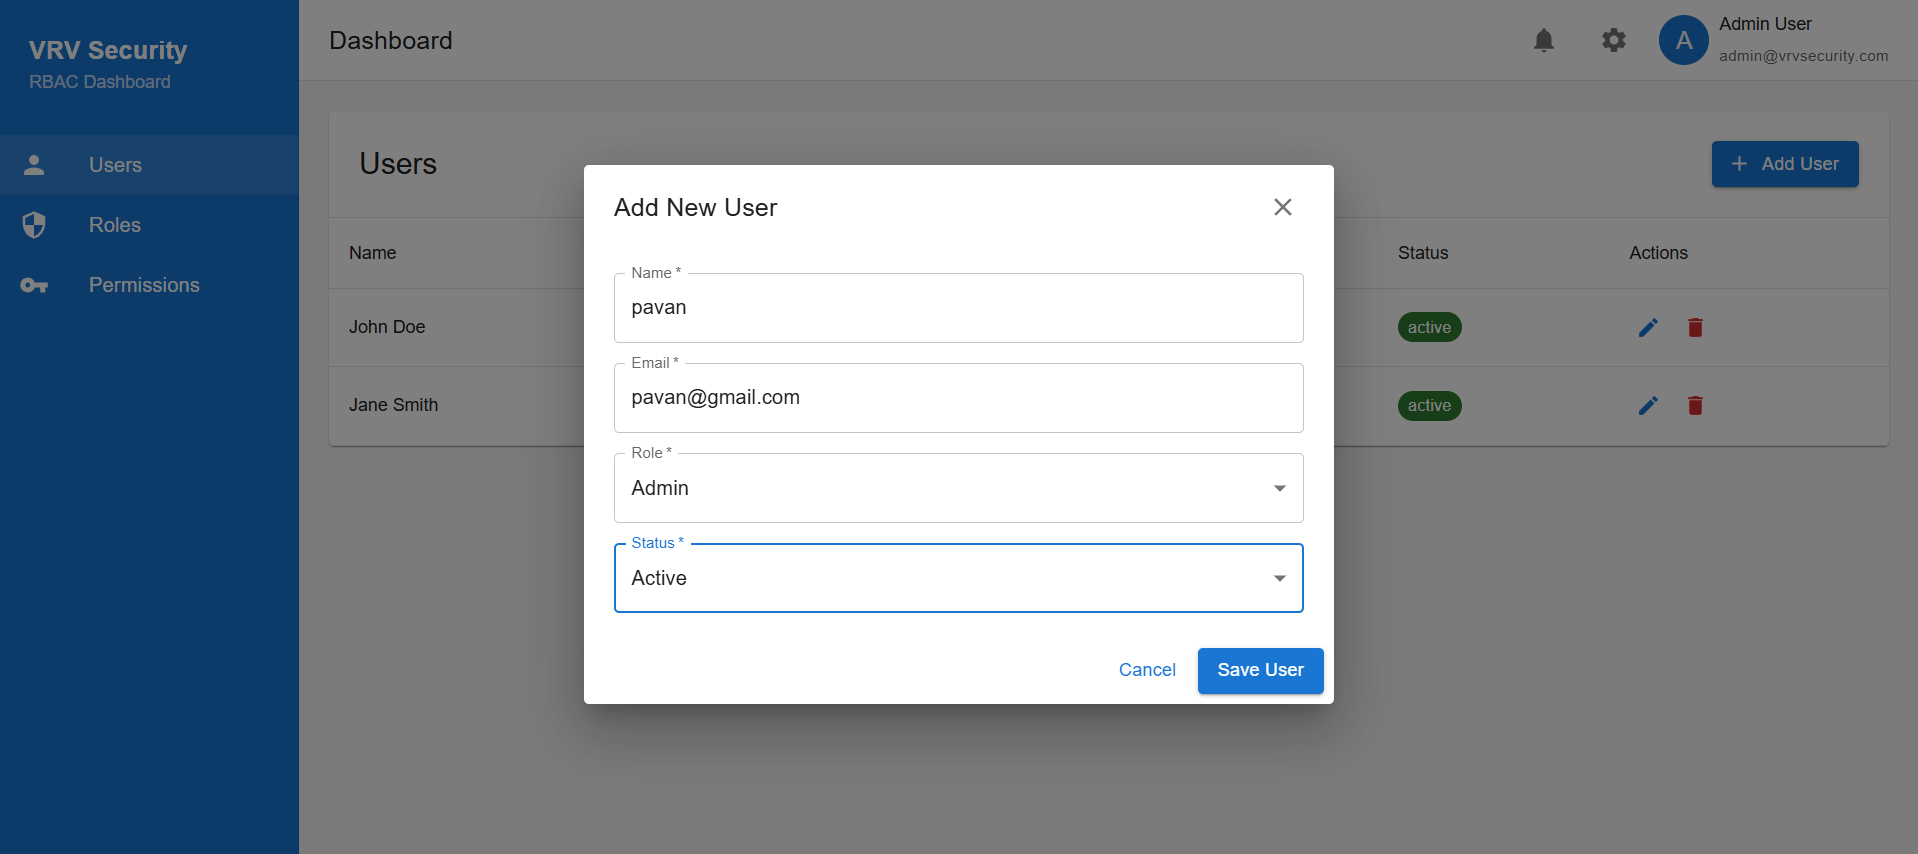 VRV Security
RBAC Dashboard
Users
Roles
Permissions
Dashboard
A
Admin User
admin@vrvsecurity.com
Users
Add User
Name
Status
Actions
John Doe
active
Jane Smith
active
Add New User
Name *
pavan
Email *
pavan@gmail.com
Role *
Admin
Status *
Active
Cancel
Save User